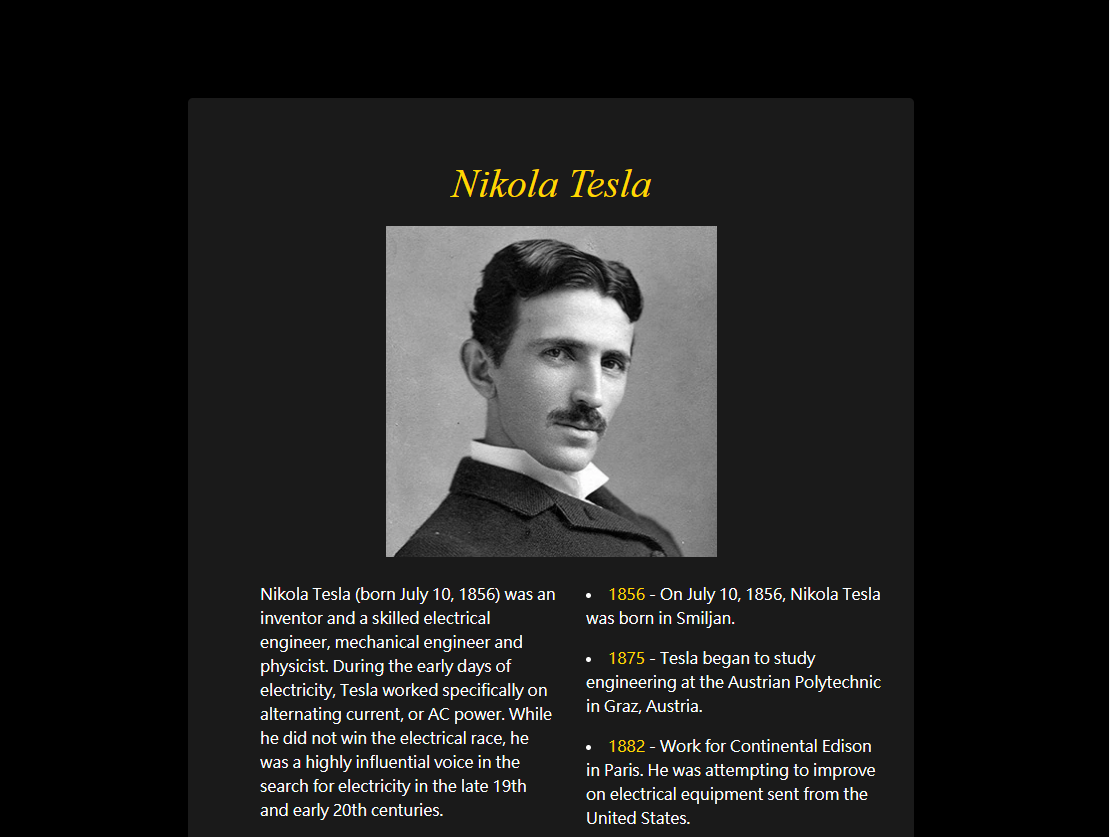 Nikola Tesla
Nikola Tesla (born July 10, 1856) was an
inventor and a skilled electrical
engineer, mechanical engineer and
physicist. During the early days of
electricity, Tesla worked specifically on
alternating current, or AC power. While
he did not win the electrical race, he
was a highly influential voice in the
search for electricity in the late 19th
and early 20th centuries.
• 1856 - On July 10, 1856, Nikola Tesla
was born in Smiljan.
• 1875 - Tesla began to study
engineering at the Austrian Polytechnic
in Graz, Austria.
• 1882 - Work for Continental Edison
in Paris. He was attempting to improve
on electrical equipment sent from the
United States.